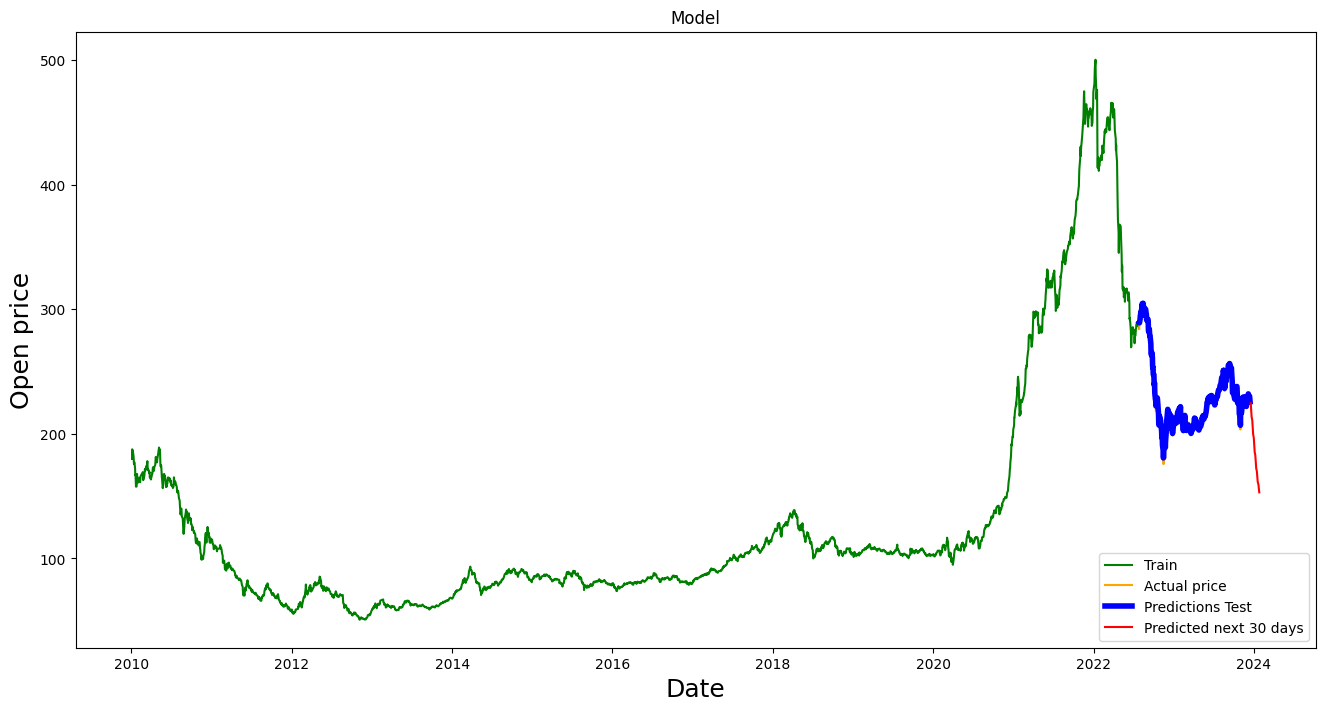 Model
Open price
500
400
300
200
100
2010
2012
2014
2016
2018
2020
2022
2024
Date
Train
Actual price
Predictions Test
Predicted next 30 days